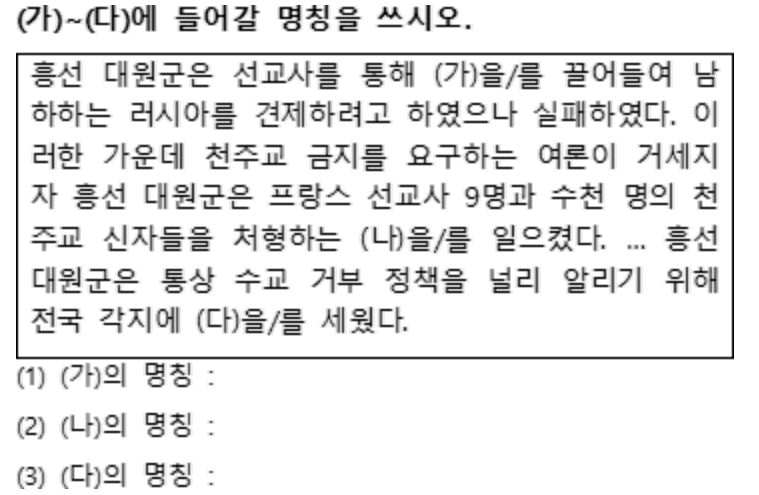 (가)~(다)에 들어갈 명칭을 쓰시오.
흥선 대원군은 선교사를 통해 (가)을/를 끌어들여 남
하하는 러시아를 견제하려고 하였으나 실패하였다. 이
러한 가운데 천주교 금지를 요구하는 여론이 거세지
자 흥선 대원군은 프랑스 선교사 9명과 수천 명의 천
주교 신자들을 처형하는 (나)을/를 일으켰다. ... 흥선
대원군은 통상 수교 거부 정책을 널리 알리기 위해
전국 각지에 (다)을/를 세웠다.
(1) (가)의 명칭 :
(2) (나)의 명칭 :
(3) (다)의 명칭 :